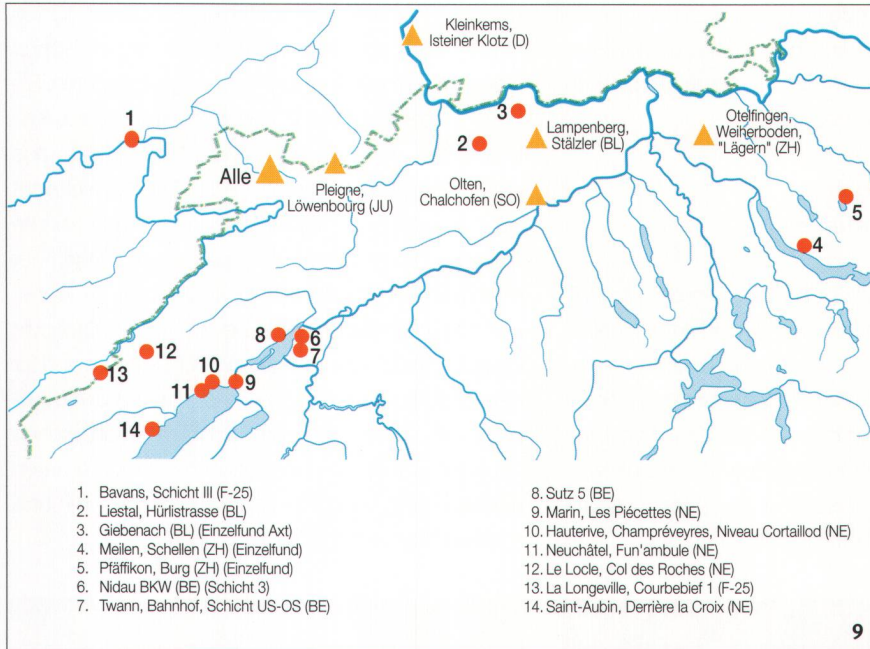 Kleinkems,
Isteiner Klotz (D)
1
3
2
Lampenberg,
Stälzler (BL)
Otelfingen,
Weiherboden,
"Lägern" (ZH)
Alle
Pleigne,
Löwenbourg (JU)
Olten,
Chalchofen (SO)
5
4
8
6
7
12
13
10
11
9
14
1. Bavans, Schicht III (F-25)
2. Liestal, Hürlistrasse (BL)
3. Giebenach (BL) (Einzelfund Axt)
4. Meilen, Schellen (ZH) (Einzelfund)
5. Pfäffikon, Burg (ZH) (Einzelfund)
6. Nidau BKW (BE) (Schicht 3)
7. Twann, Bahnhof, Schicht US-OS (BE)
8. Sutz 5 (BE)
9. Marin, Les Piécettes (NE)
10. Hauterive, Champréveyres, Niveau Cortaillod (NE)
11. Neuchâtel, Fun'ambule (NE)
12. Le Locle, Col des Roches (NE)
13. La Longeville, Courbebief 1 (F-25)
14. Saint-Aubin, Derrière la Croix (NE)
9